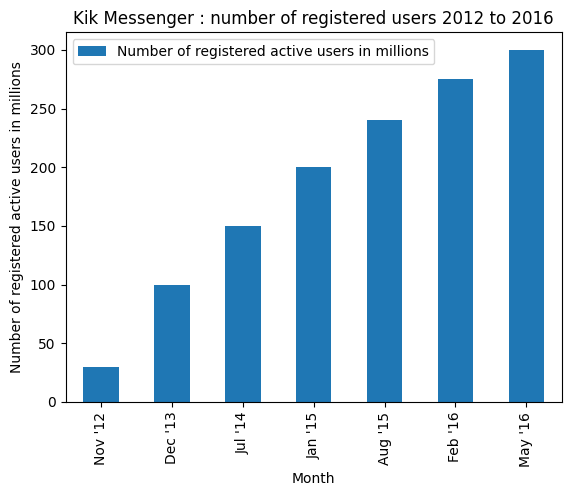 Kik Messenger : number of registered users 2012 to 2016
Number of registered active users in millions
Number of registered active users in millions
300
250
200
150
100
50
0
Nov '12
Dec '13
Jul '14
Jan '15
Aug '15
Feb '16
May '16
Month